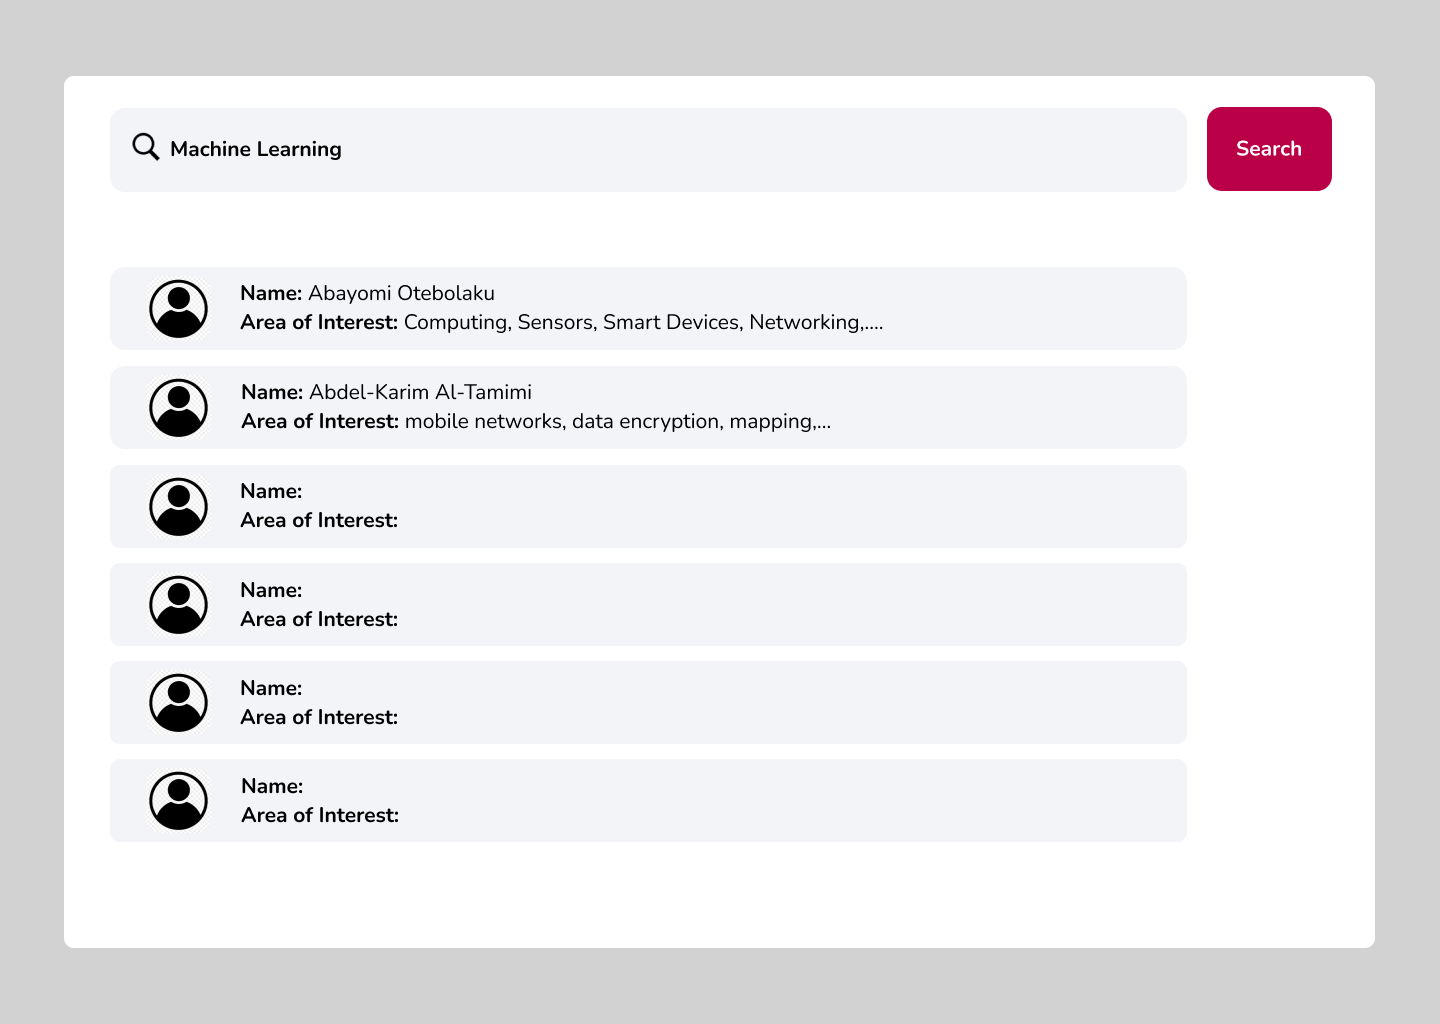 Machine Learning
Search
Name: Abayomi Otebolaku
Area of Interest: Computing, Sensors, Smart Devices, Networking,....
Name: Abdel-Karim Al-Tamimi
Area of Interest: mobile networks, data encryption, mapping,...
Name:
Area of Interest:
Name:
Area of Interest:
Name:
Area of Interest:
Name:
Area of Interest: